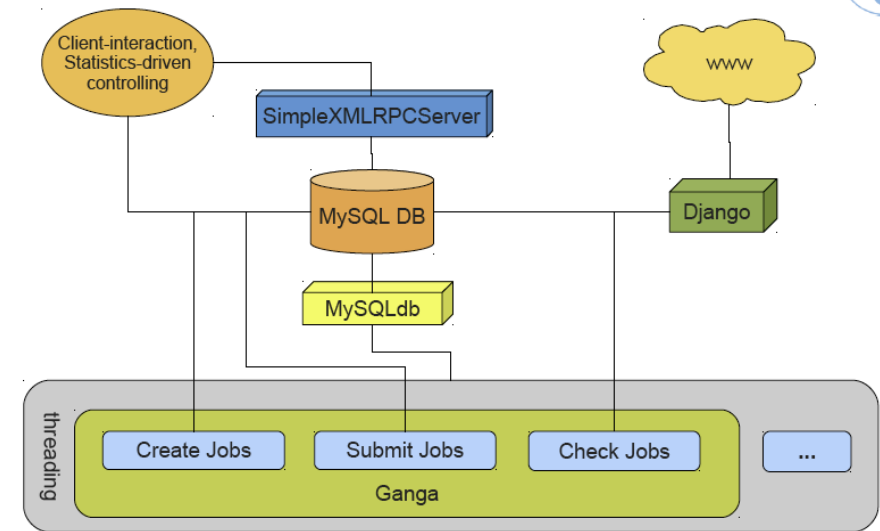 Client-interaction,
Statistics-driven
controlling
www
SimpleXMLRPCServer
MySQL DB
Django
MySQLdb
threading
Create Jobs
Submit Jobs
Check Jobs
...
Ganga